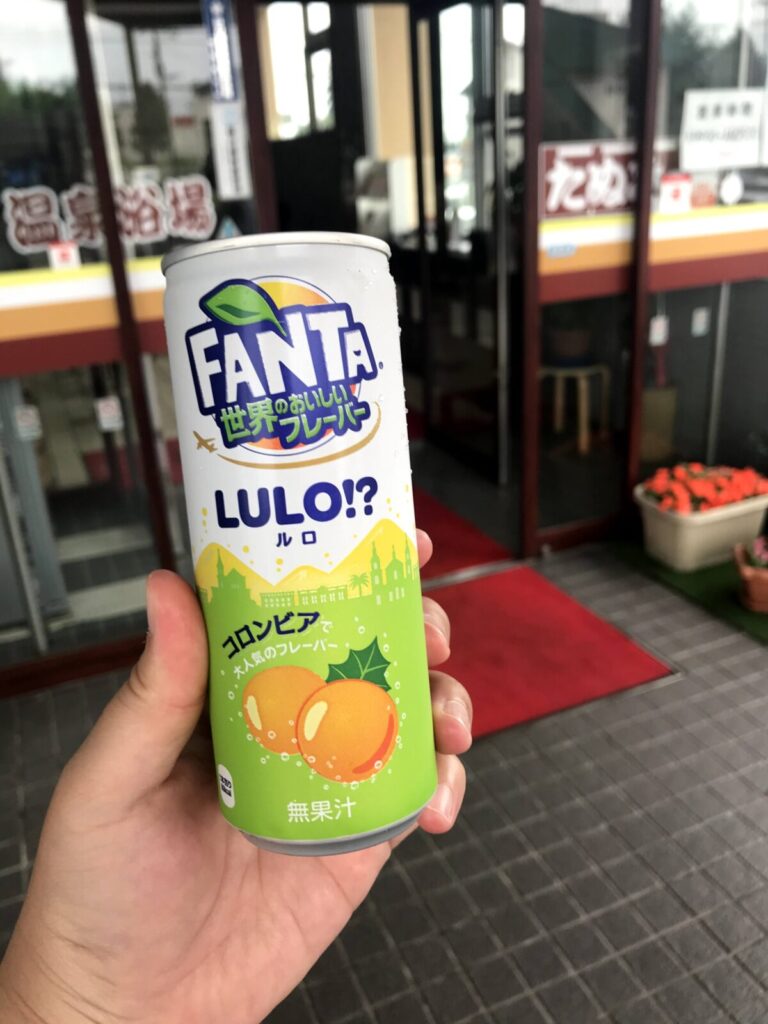 温泉浴場
たぬ
FANTA
世界のおいしい
フレーバー
LULO!?
ルロ
コロンビアで
大人気のフレーバー
無果汁